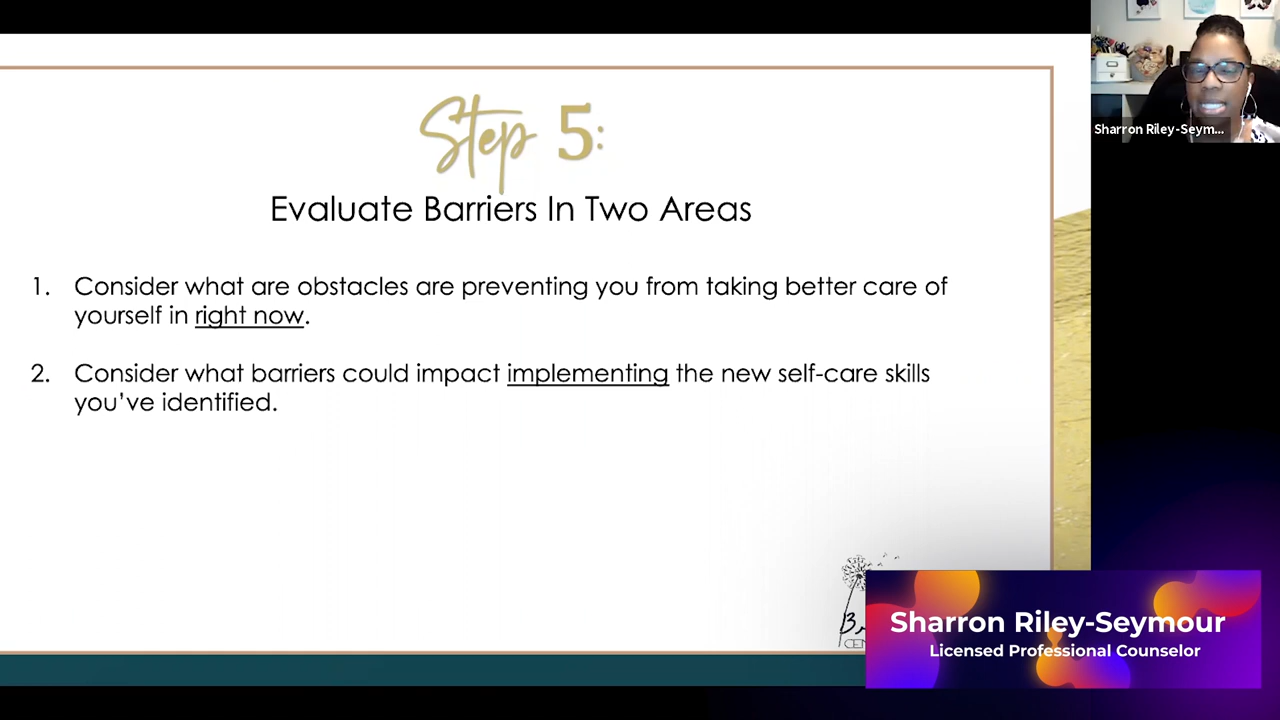 Step 5:
Evaluate Barriers In Two Areas
1. Consider what are obstacles are preventing you from taking better care of
yourself in right now.
2. Consider what barriers could impact implementing the new self-care skills
you've identified.
Sharron Riley-Seym...
Sharron Riley-Seymour
Licensed Professional Counselor